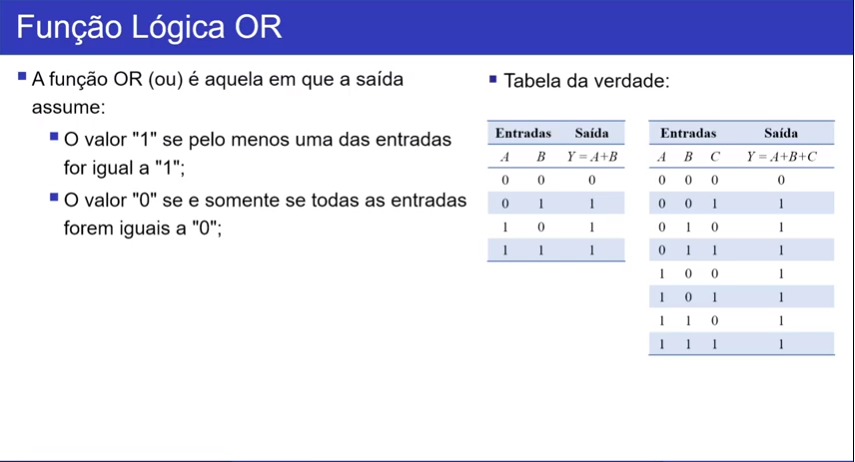 Função Lógica OR
A função OR (ou) é aquela em que a saída
assume:
O valor "1" se pelo menos uma das entradas
for igual a "1";
O valor "0" se e somente se todas as entradas
forem iguais a "0";
Tabela da verdade:
Entradas Saída
A B Y = A+B
0 0 0
0 1 1
1 0 1
1 1 1
Entradas Saída
A B C Y = A+B+C
0 0 0 0
0 0 1 1
0 1 0 1
0 1 1 1
1 0 0 1
1 0 1 1
1 1 0 1
1 1 1 1